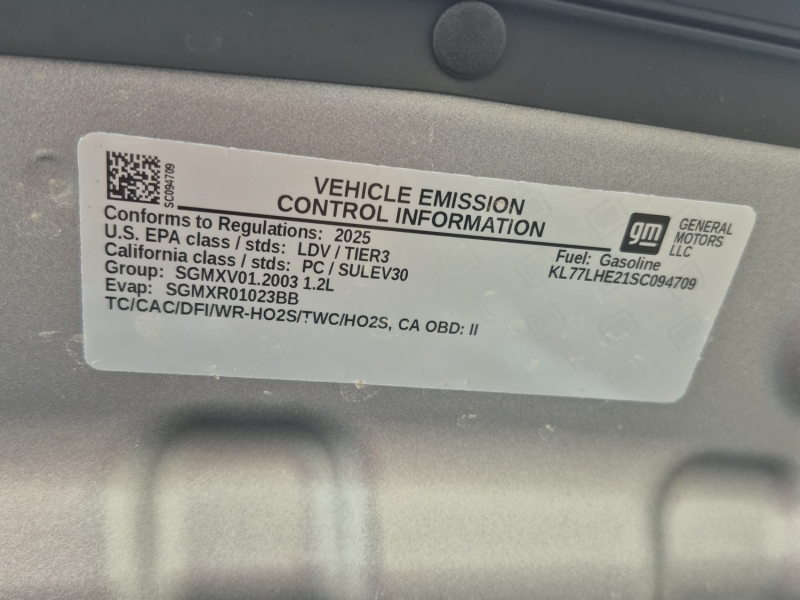 SC094709
VEHICLE EMISSION
CONTROL INFORMATION
gm
GENERAL
MOTORS
LLC
Conforms to Regulations: 2025
U.S. EPA class / stds: LDV / TIER3
California class / stds: PC / SULEV30
Group: SGMXV01.2003 1.2L
Evap: SGMXR01023BB
TC/CAC/DFI/WR-HO2S/TWC/HO2S, CA OBD: II
Fuel: Gasoline
KL77LHE21SC094709